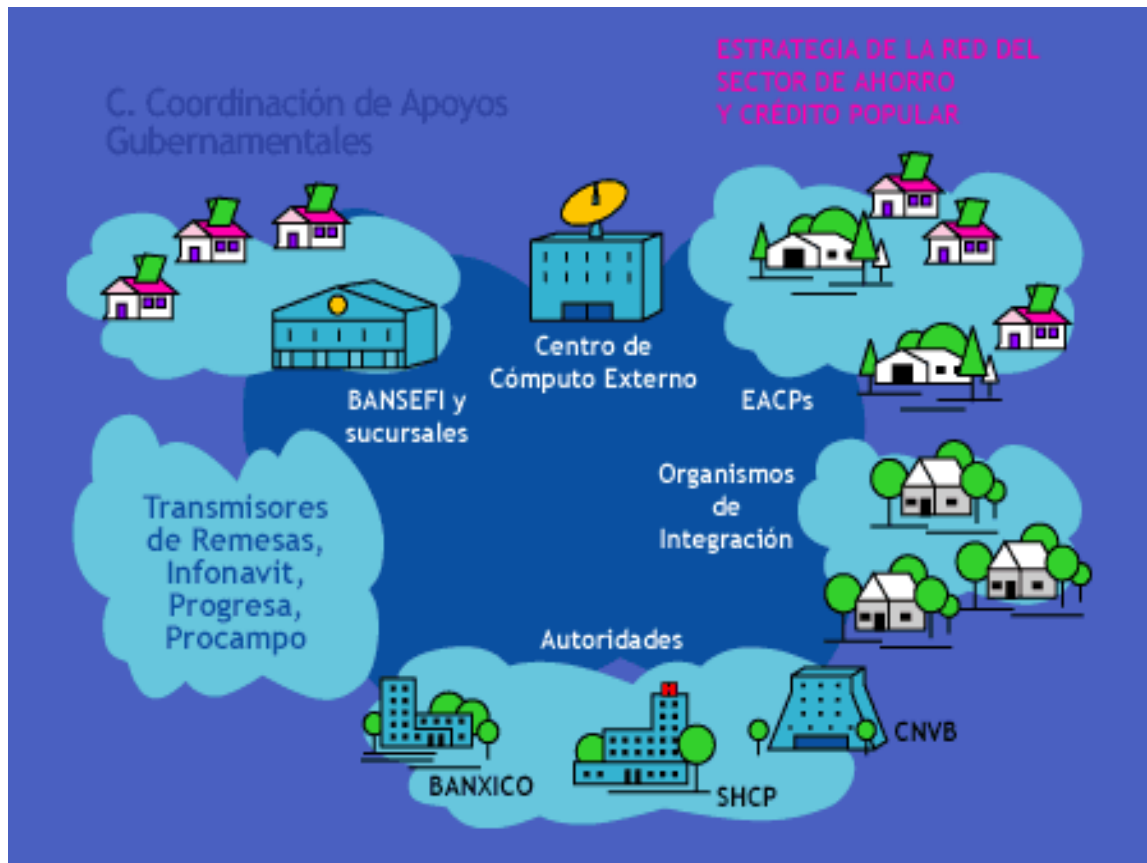 ESTRATEGIA DE LA RED DEL
SECTOR DE AHORRO
Y CRÉDITO POPULAR
C. Coordinación de Apoyos
Gubernamentales
Centro de
Cómputo Externo
BANSEFI y
sucursales
EACPs
Organismos
de
Integración
Transmisores
de Remesas,
Infonavit,
Progresa,
Procampo
Autoridades
BANXICO
SHCP
CNVB